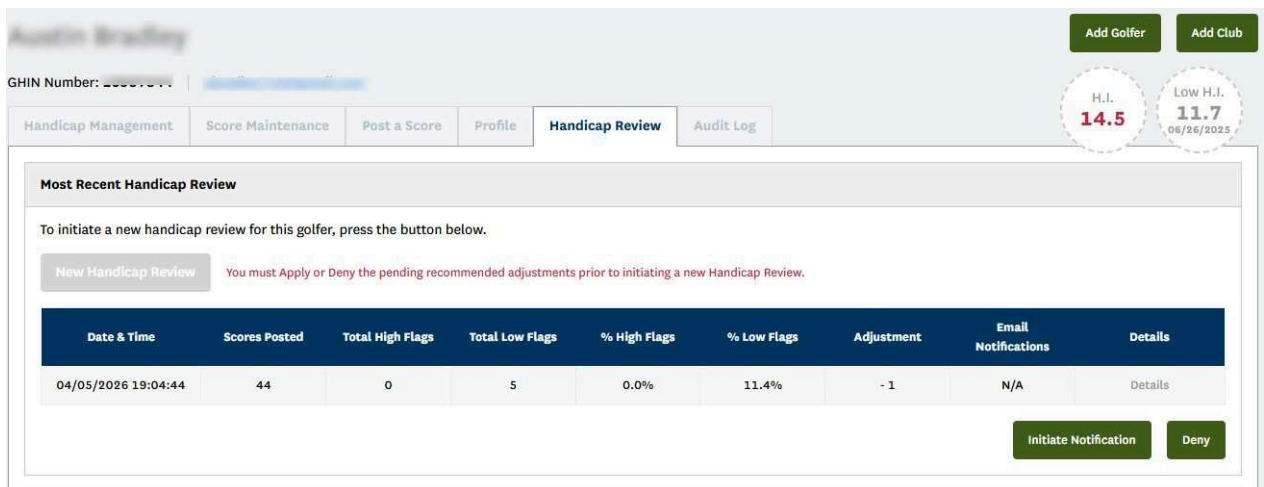 Add Golfer
Add Club
GHIN Number:
H.I.
14.5
Low H.I.
11.7
06/26/2025
Handicap Management
Score Maintenance
Post a Score
Profile
Handicap Review
Audit Log
Most Recent Handicap Review
To initiate a new handicap review for this golfer, press the button below.
New Handicap Review
You must Apply or Deny the pending recommended adjustments prior to initiating a new Handicap Review.
Date & Time Scores Posted Total High Flags Total Low Flags % High Flags % Low Flags Adjustment Email Notifications Details
04/05/2026 19:04:44 44 0 5 0.0% 11.4% - 1 N/A Details
Initiate Notification
Deny